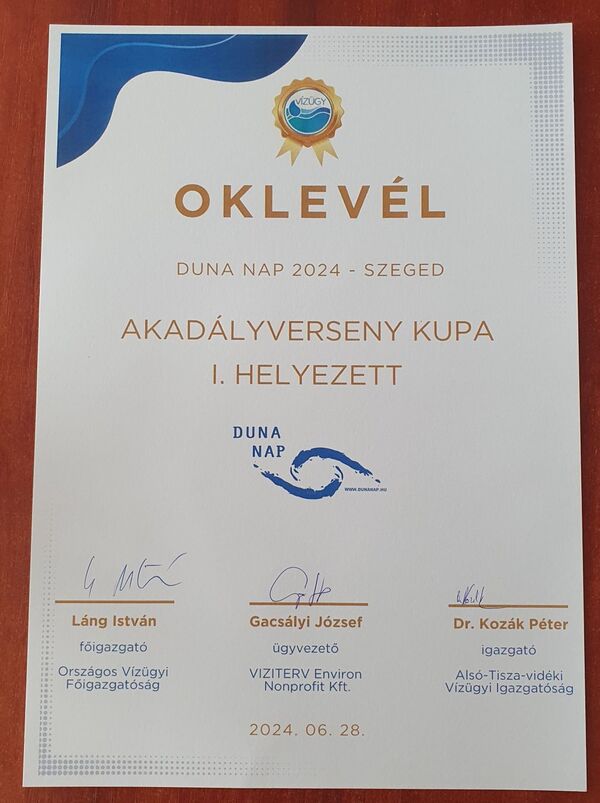 VÍZÜGY
OKLEVÉL
DUNA NAP 2024 - SZEGED
AKADÁLYVERSENY KUPA
I. HELYEZETT
DUNA
NAP
WWW.DUNANAP.HU
Láng István
főigazgató
Országos Vízügyi
Főigazgatóság
Gacsályi József
ügyvezető
VIZITERV Environ
Nonprofit Kft.
Dr. Kozák Péter
igazgató
Alsó-Tisza-vidéki
Vízügyi Igazgatóság
2024. 06. 28.